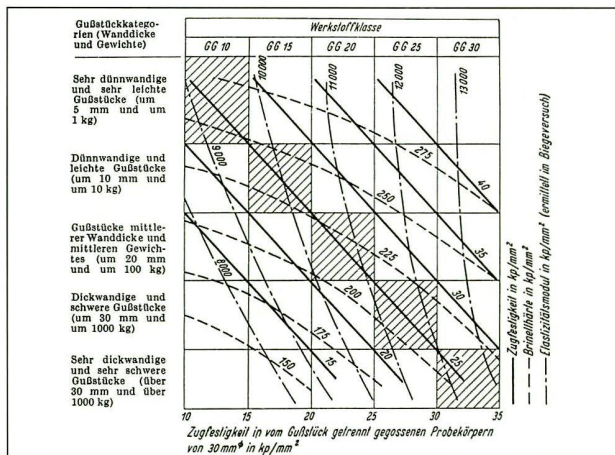 Gußstückkatego-
rien (Wanddicke
und Gewichte)
Werkstoffklasse
GG 10 GG 15 GG 20 GG 25 GG 30
Sehr dünnwandige
und sehr leichte
Gußstücke (um
5 mm und um
1 kg)
Dünnwandige und
leichte Gußstücke
(um 10 mm und
um 10 kg)
Gußstücke mittle-
rer Wanddicke und
mittleren Gewich-
tes (um 20 mm
und um 100 kg)
Dickwandige und
schwere Gußstücke
(um 30 mm und
um 1000 kg)
Sehr dickwandige
und sehr schwere
Gußstücke (über
30 mm und über
1000 kg)
10000
11000
12000
13000
9000
8000
275
250
225
200
175
150
40
35
30
25
20
15
10 15 20 25 30 35
Zugfestigkeit in vom Gußstück getrennt gegossenen Probekörpern
von 30 mm ϕ in kp/mm²
Zugfestigkeit in kp/mm²
Brinellhärte in kp/mm²
Elastizitätsmodul in kp/mm² (ermittelt im Biegeversuch)